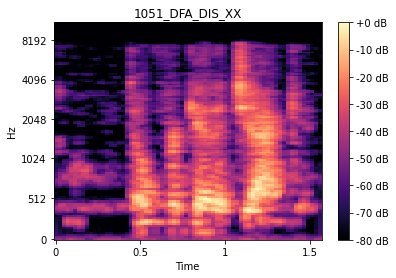 1051_DFA_DIS_XX
8192
4096
2048
1024
512
0
Hz
0
0.5
1
1.5
Time
+0 dB
-10 dB
-20 dB
-30 dB
-40 dB
-50 dB
-60 dB
-70 dB
-80 dB